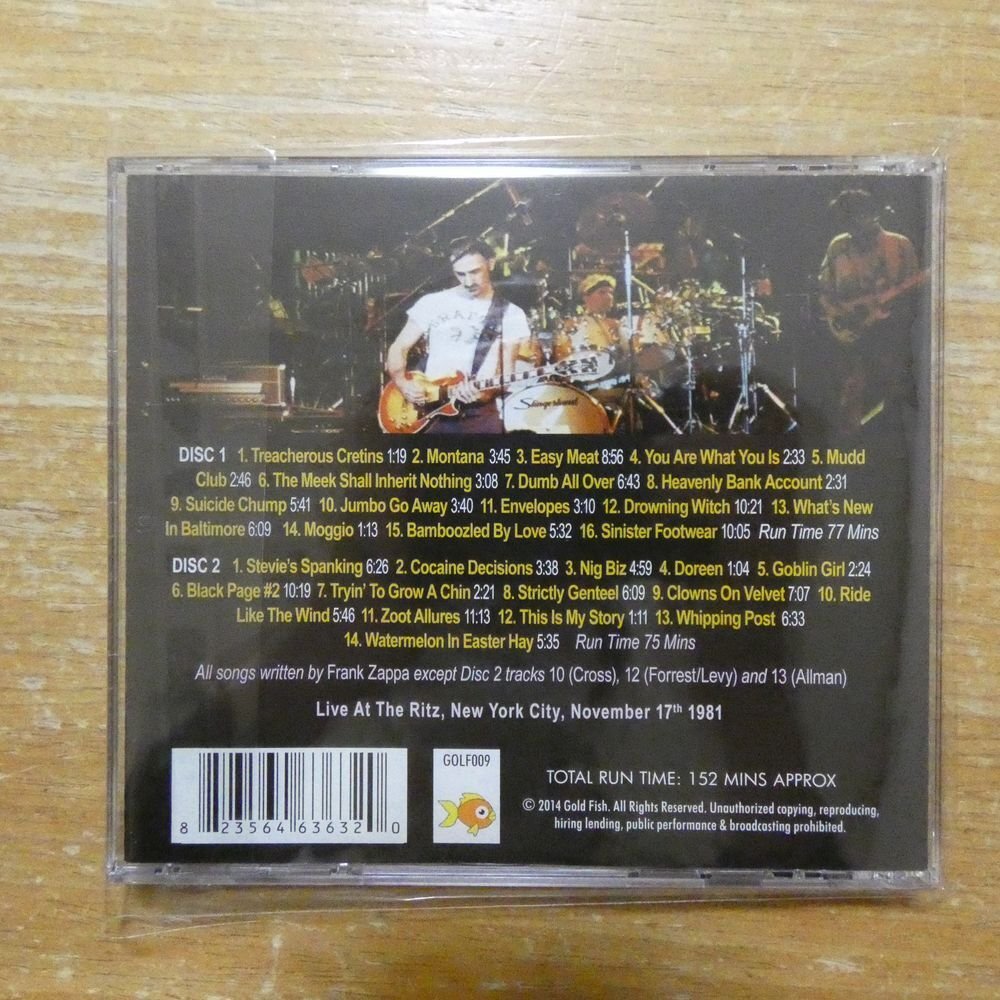 Slingerland
DISC 1 1. Treacherous Cretins 1:19 2. Montana 3:45 3. Easy Meat 8:56 4. You Are What You Is 2:33 5. Mudd
Club 2:46 6. The Meek Shall Inherit Nothing 3:08 7. Dumb All Over 6:43 8. Heavenly Bank Account 2:31
9. Suicide Chump 5:41 10. Jumbo Go Away 3:40 11. Envelopes 3:10 12. Drowning Witch 10:21 13. What's New
In Baltimore 6:09 14. Moggio 1:13 15. Bamboozled By Love 5:32 16. Sinister Footwear 10:05 Run Time 77 Mins
DISC 2 1. Stevie's Spanking 6:26 2. Cocaine Decisions 3:38 3. Nig Biz 4:59 4. Doreen 1:04 5. Goblin Girl 2:24
6. Black Page #2 10:19 7. Tryin' To Grow A Chin 2:21 8. Strictly Genteel 6:09 9. Clowns On Velvet 7:07 10. Ride
Like The Wind 5:46 11. Zoot Allures 11:13 12. This Is My Story 1:11 13. Whipping Post 6:33
14. Watermelon In Easter Hay 5:35 Run Time 75 Mins
All songs written by Frank Zappa except Disc 2 tracks 10 (Cross), 12 (Forrest/Levy) and 13 (Allman)
Live At The Ritz, New York City, November 17th 1981
8 23564 63632 0
GOLF009
TOTAL RUN TIME: 152 MINS APPROX
© 2014 Gold Fish. All Rights Reserved. Unauthorized copying, reproducing,
hiring lending, public performance & broadcasting prohibited.